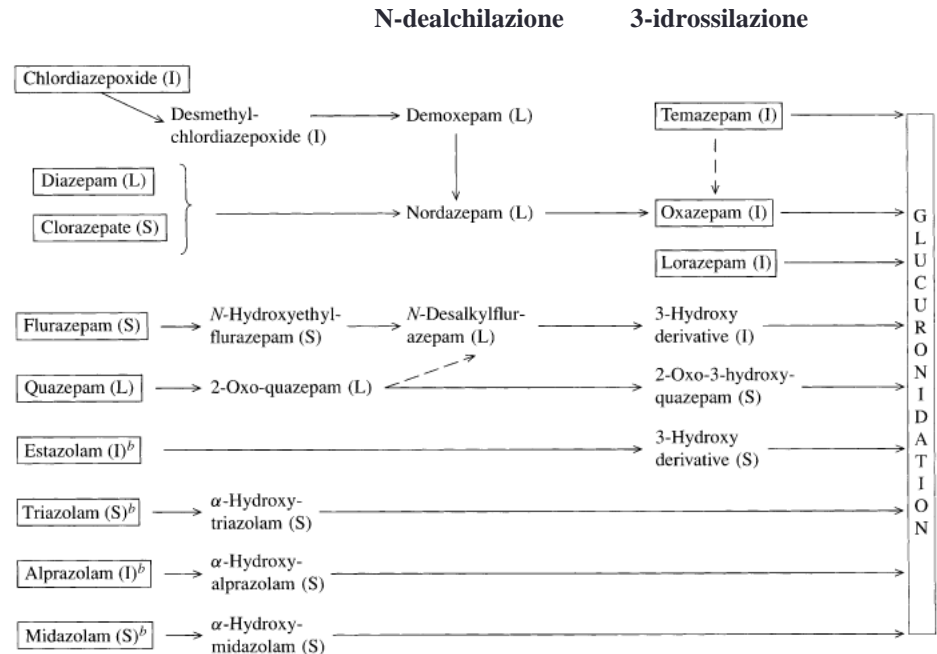 N-dealchilazione 3-idrossilazione
Chlordiazepoxide (I)
Desmethyl-
chlordiazepoxide (I)
Demoxepam (L)
Temazepam (I)
Diazepam (L)
Clorazepate (S)
Nordazepam (L)
Oxazepam (I)
Lorazepam (I)
Flurazepam (S)
N-Hydroxyethyl-
flurazepam (S)
N-Desalkylflur-
azepam (L)
3-Hydroxy
derivative (I)
Quazepam (L)
2-Oxo-quazepam (L)
2-Oxo-3-hydroxy-
quazepam (S)
Estazolam (I)b
3-Hydroxy
derivative (S)
Triazolam (S)b
α-Hydroxy-
triazolam (S)
Alprazolam (I)b
α-Hydroxy-
alprazolam (S)
Midazolam (S)b
α-Hydroxy-
midazolam (S)
GLUCURONIDATION